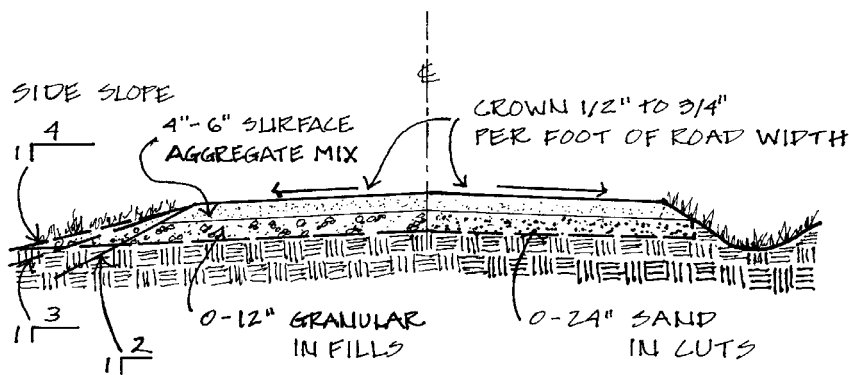 ℄
SIDE SLOPE
4
1
4"-6" SURFACE
AGGREGATE MIX
CROWN 1/2" TO 3/4"
PER FOOT OF ROAD WIDTH
3
1
2
1
0-12" GRANULAR
IN FILLS
0-24" SAND
IN CUTS